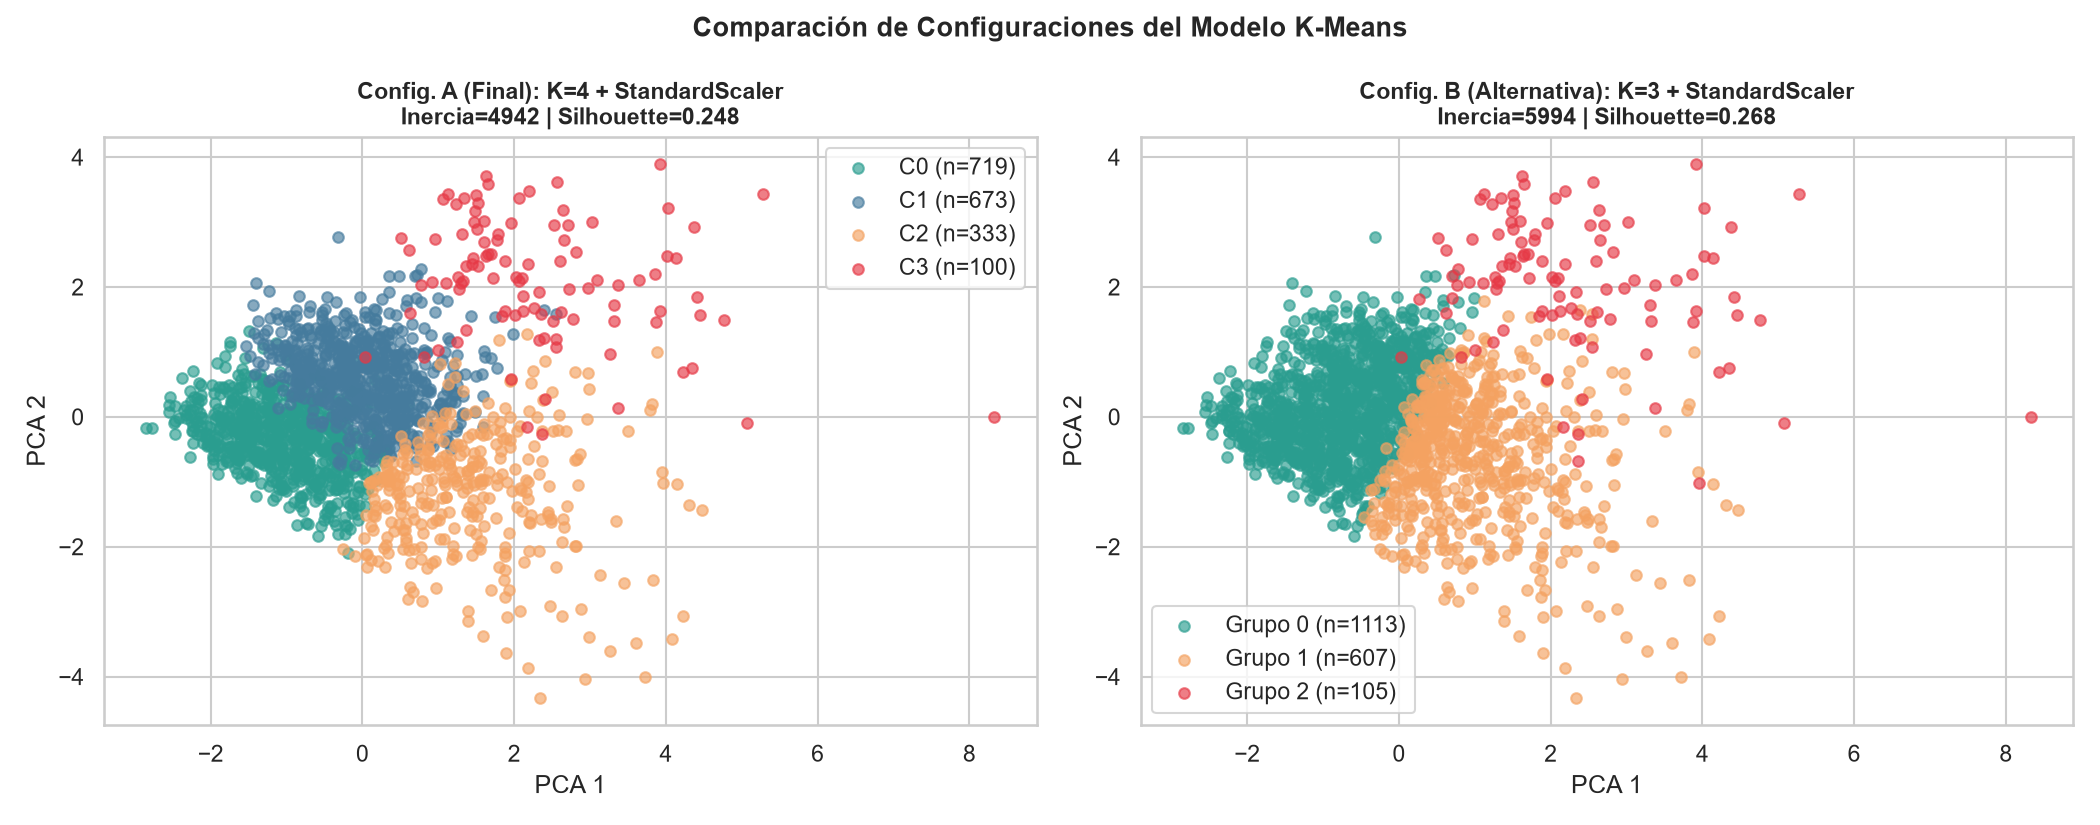 Comparación de Configuraciones del Modelo K-Means
Config. A (Final): K=4 + StandardScaler
Inercia=4942 | Silhouette=0.248
C0 (n=719)
C1 (n=673)
C2 (n=333)
C3 (n=100)
4
2
0
−2
−4
PCA 2
−2 0 2 4 6 8
PCA 1
Config. B (Alternativa): K=3 + StandardScaler
Inercia=5994 | Silhouette=0.268
4
2
0
−2
−4
PCA 2
Grupo 0 (n=1113)
Grupo 1 (n=607)
Grupo 2 (n=105)
−2 0 2 4 6 8
PCA 1